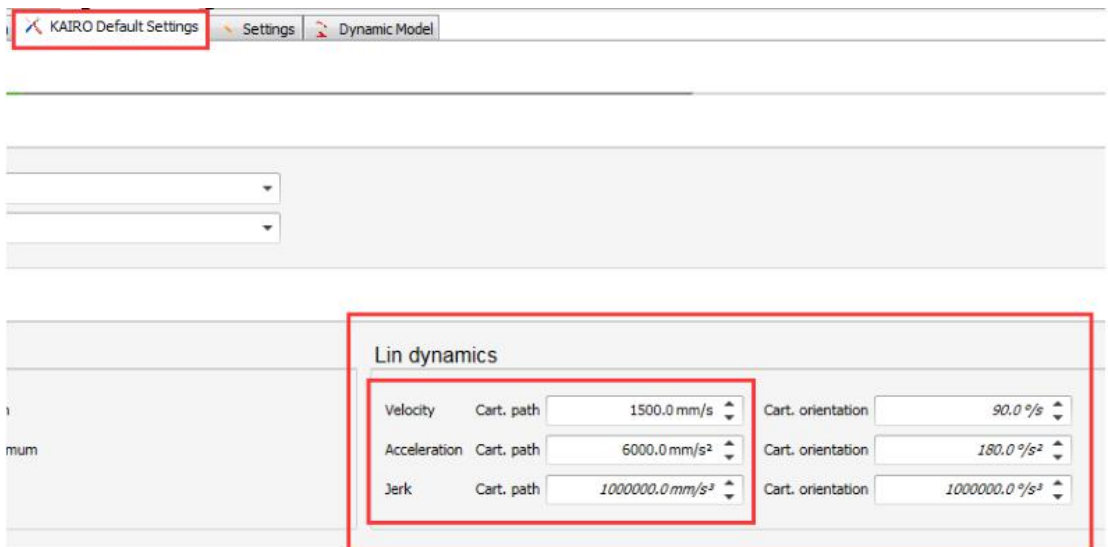 KAIRO Default Settings Settings Dynamic Model
Lin dynamics
Velocity Cart. path 1500.0 mm/s Cart. orientation 90.0 °/s
mum Acceleration Cart. path 6000.0 mm/s² Cart. orientation 180.0 °/s²
Jerk Cart. path 1000000.0 mm/s³ Cart. orientation 1000000.0 °/s³